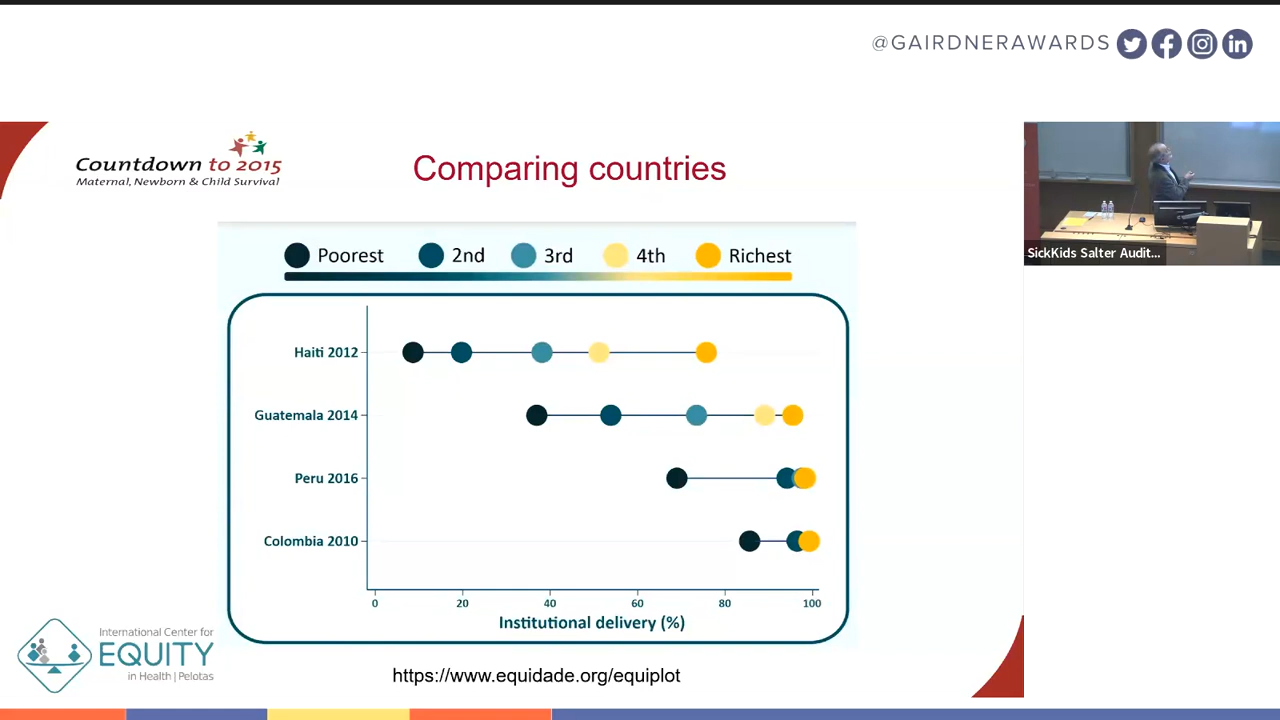 @GAIRDNERAWARDS
Countdown to 2015
Maternal, Newborn & Child Survival
Comparing countries
SickKids Salter Audit...
Poorest 2nd 3rd 4th Richest
Haiti 2012
Guatemala 2014
Peru 2016
Colombia 2010
0 20 40 60 80 100
Institutional delivery (%)
International Center for
EQUITY
in Health | Pelotas
https://www.equidade.org/equiplot